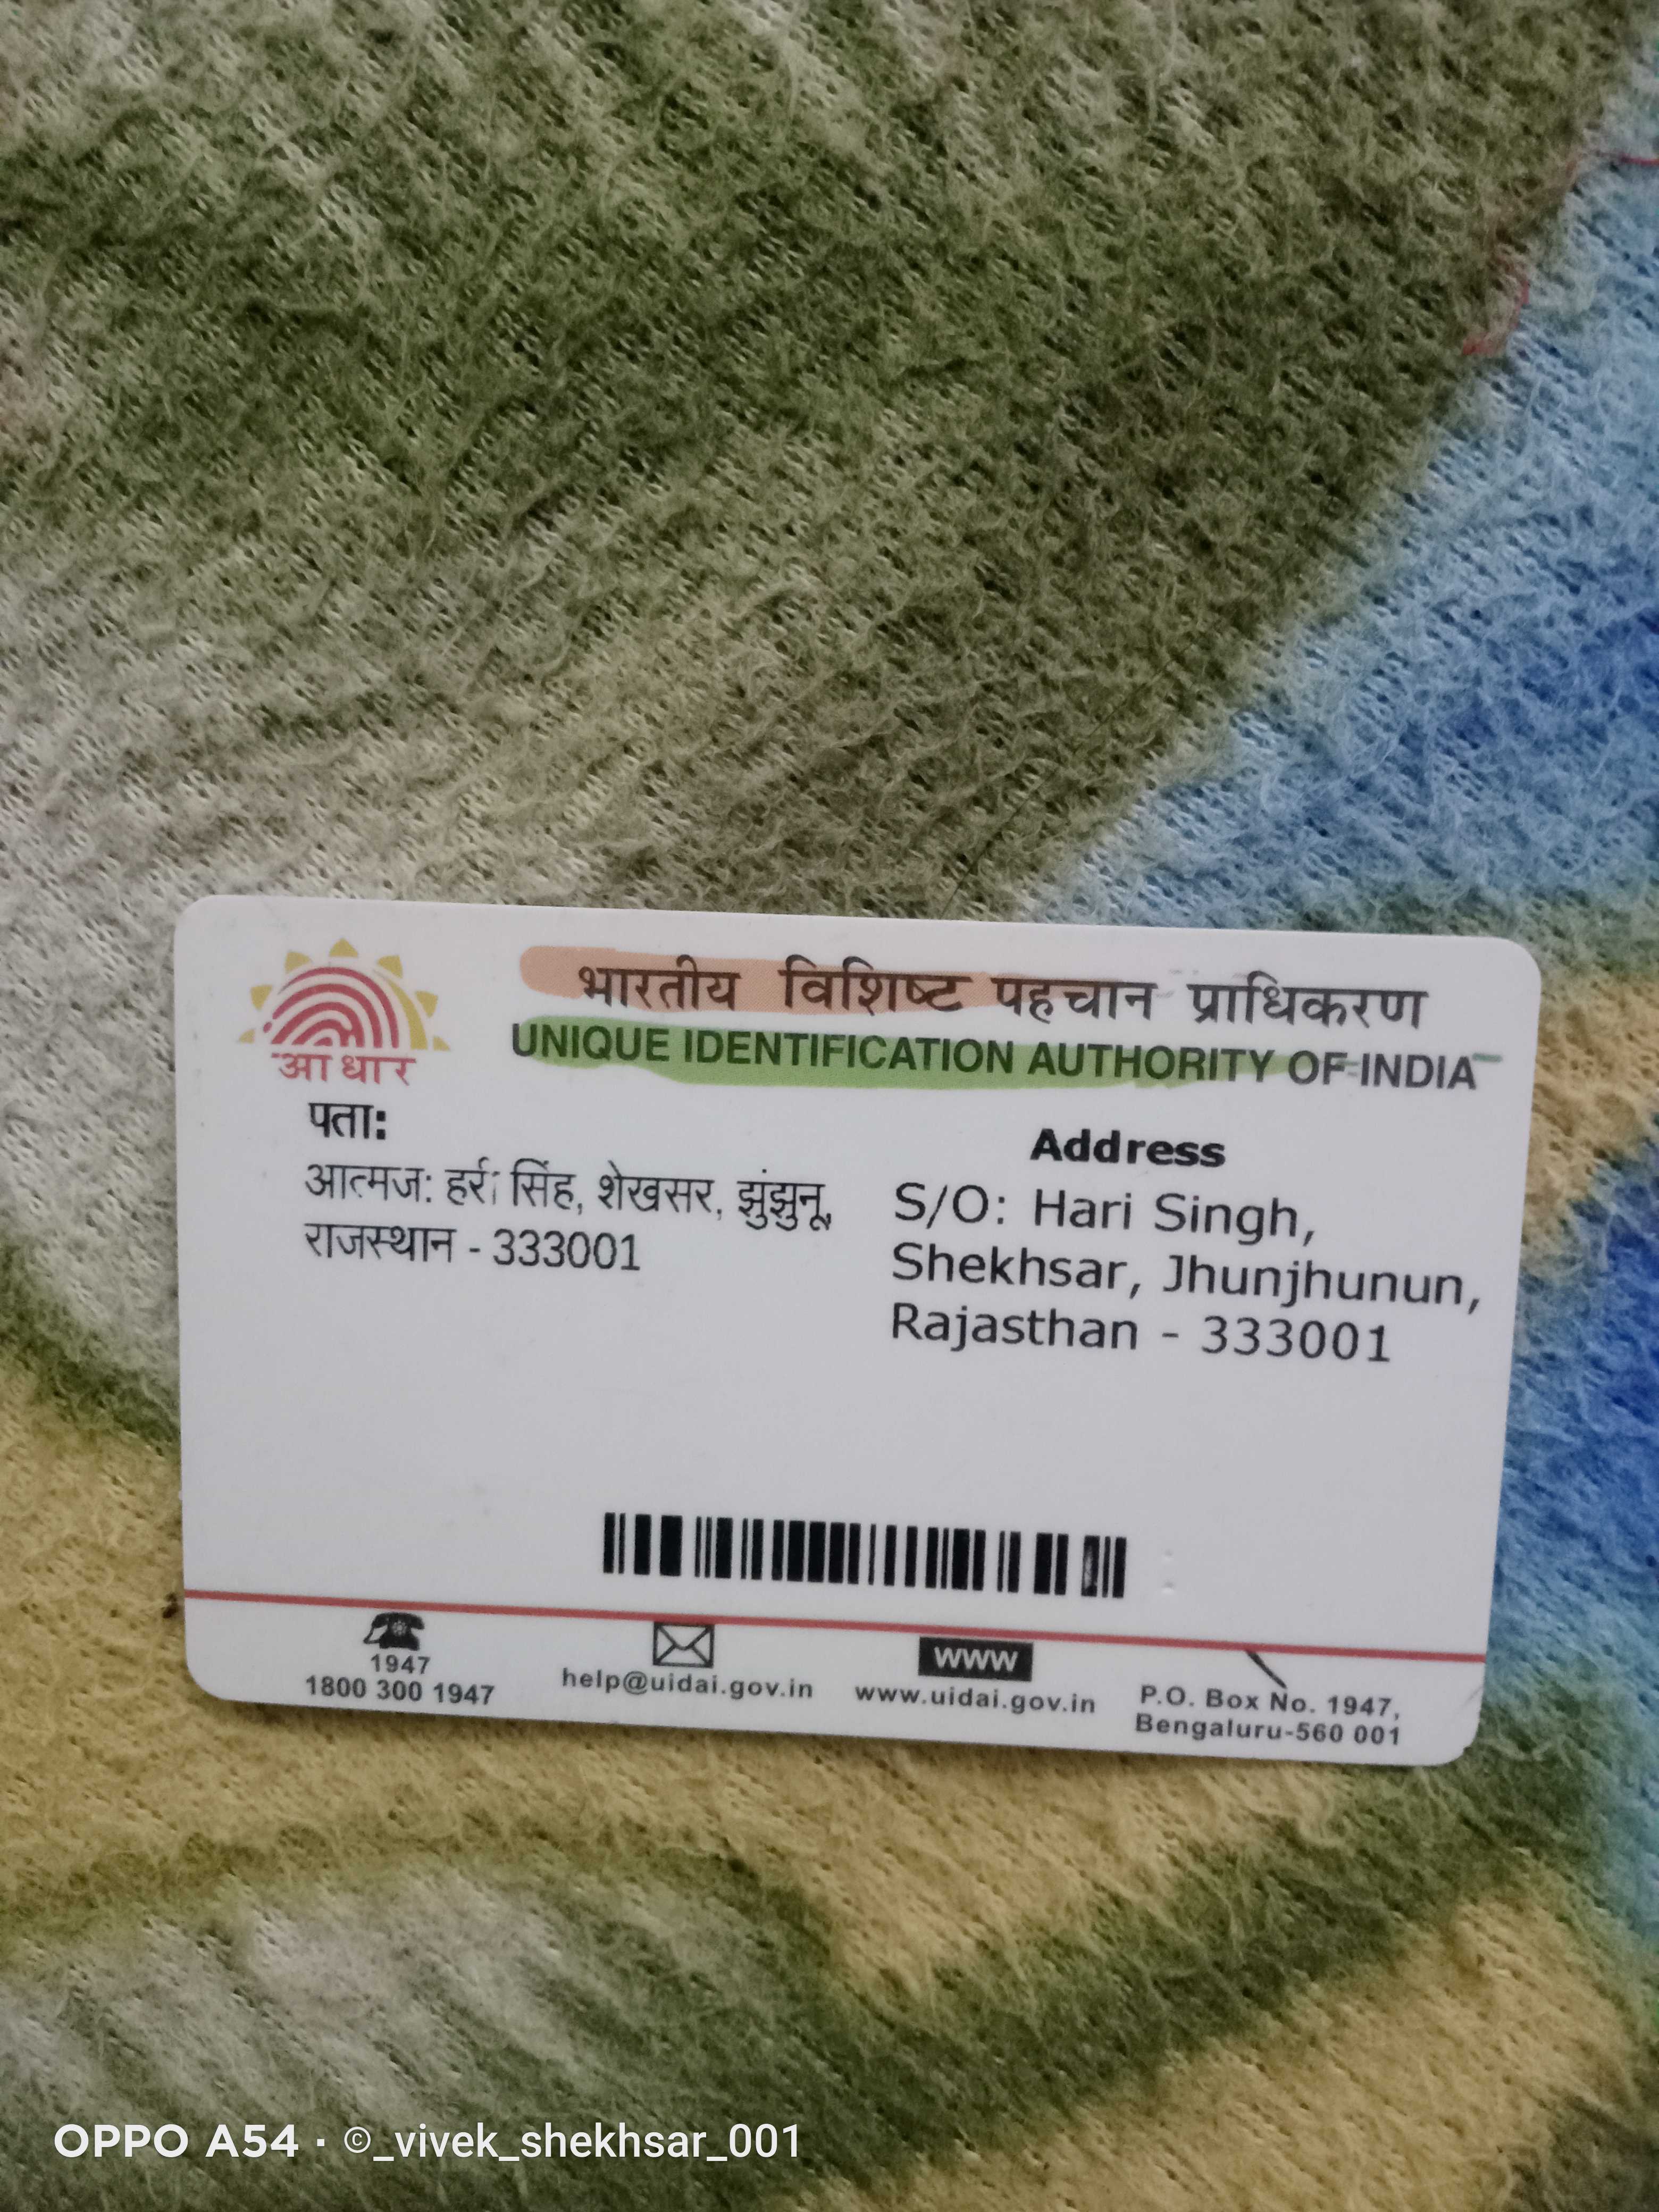 भारतीय विशिष्ट पहचान प्राधिकरण
UNIQUE IDENTIFICATION AUTHORITY OF INDIA
आधार
पता:
आत्मज: हरी सिंह, शेखसर, झुंझुनू,
राजस्थान - 333001
Address
S/O: Hari Singh,
Shekhsar, Jhunjhunun,
Rajasthan - 333001
1947
1800 300 1947
help@uidai.gov.in
www
www.uidai.gov.in
P.O. Box No. 1947,
Bengaluru-560 001
OPPO A54 · ©_vivek_shekhsar_001